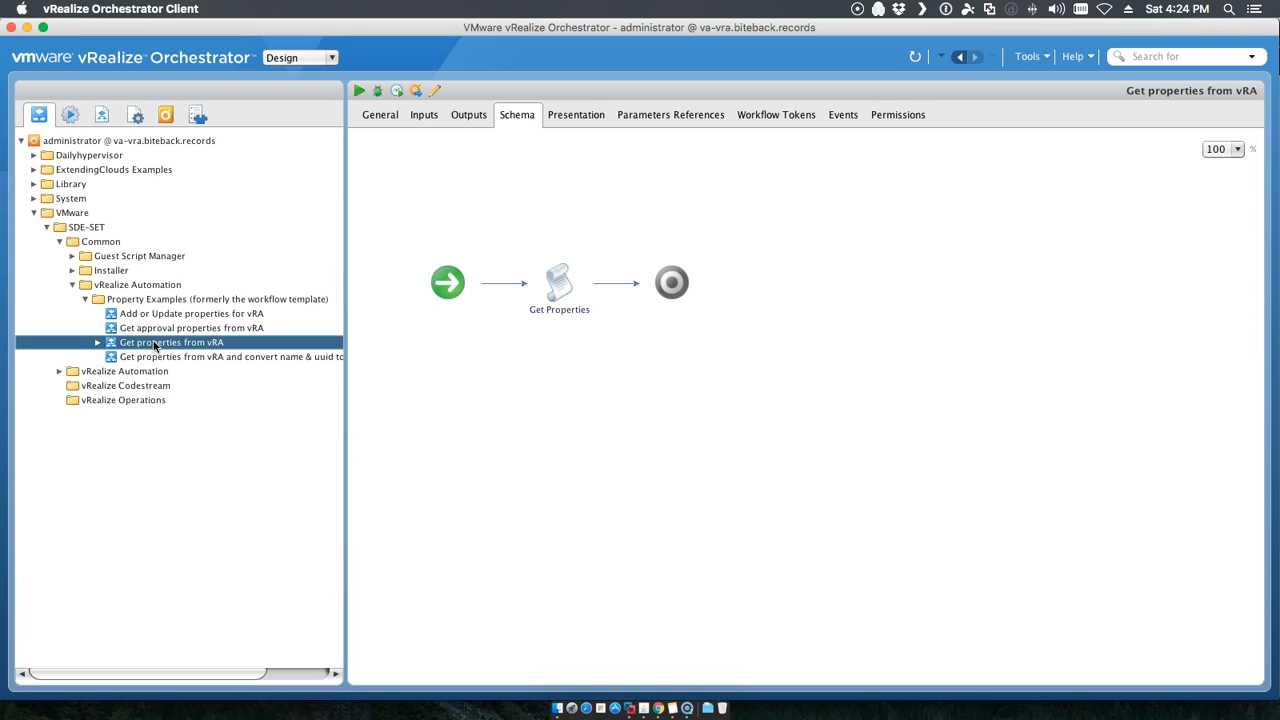 vRealize Orchestrator Client
Sat 4:24 PM
VMware vRealize Orchestrator - administrator @ va-vra.biteback.records
vmware vRealize Orchestrator
Design
Tools
Help
Search for
Get properties from vRA
General
Inputs
Outputs
Schema
Presentation
Parameters References
Workflow Tokens
Events
Permissions
100
%
administrator @ va-vra.biteback.records
Dailyhypervisor
ExtendingClouds Examples
Library
System
VMware
SDE-SET
Common
Guest Script Manager
Installer
vRealize Automation
Property Examples (formerly the workflow template)
Add or Update properties for vRA
Get approval properties from vRA
Get properties from vRA
Get properties from vRA and convert name & uuid to
vRealize Automation
vRealize Codestream
vRealize Operations
Get Properties